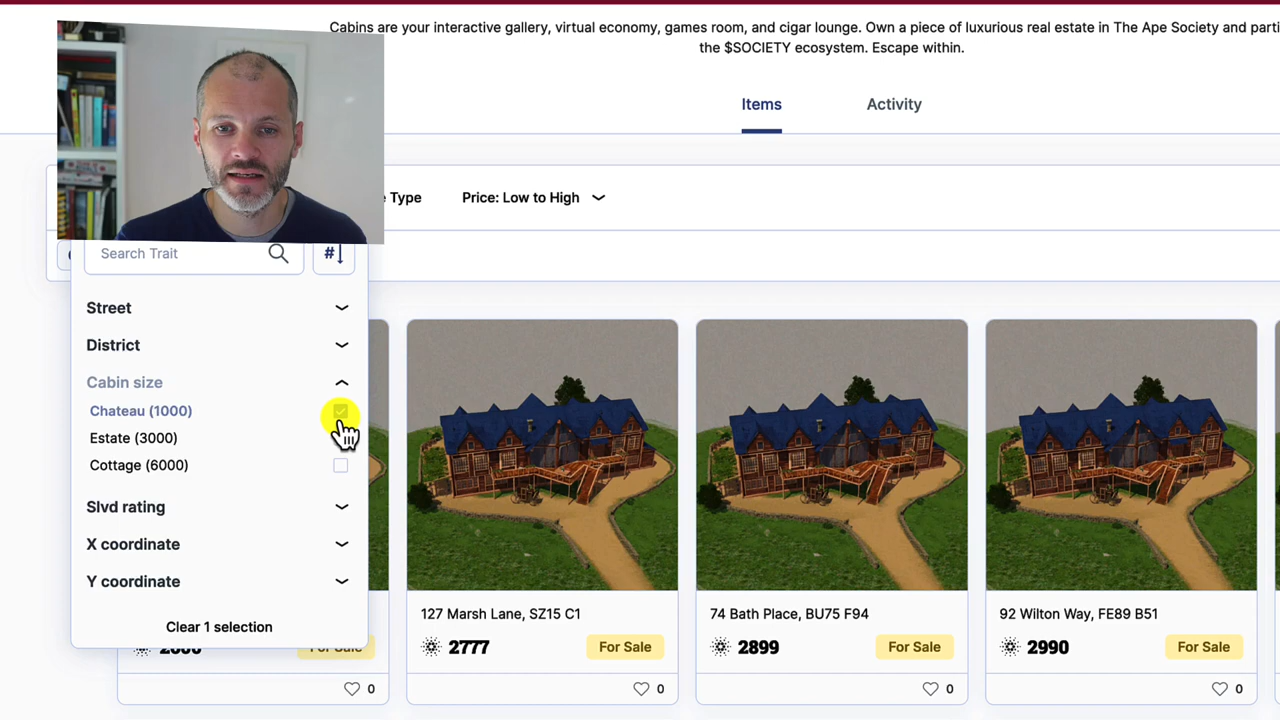 Cabins are your interactive gallery, virtual economy, games room, and cigar lounge. Own a piece of luxurious real estate in The Ape Society and parti
the $SOCIETY ecosystem. Escape within.
Items
Activity
Type
Price: Low to High
Search Trait
#↓
Street
District
Cabin size
Chateau (1000)
Estate (3000)
Cottage (6000)
Slvd rating
X coordinate
Y coordinate
Clear 1 selection
For Sale
0
127 Marsh Lane, SZ15 C1
2777
For Sale
0
74 Bath Place, BU75 F94
2899
For Sale
0
92 Wilton Way, FE89 B51
2990
For Sale
0